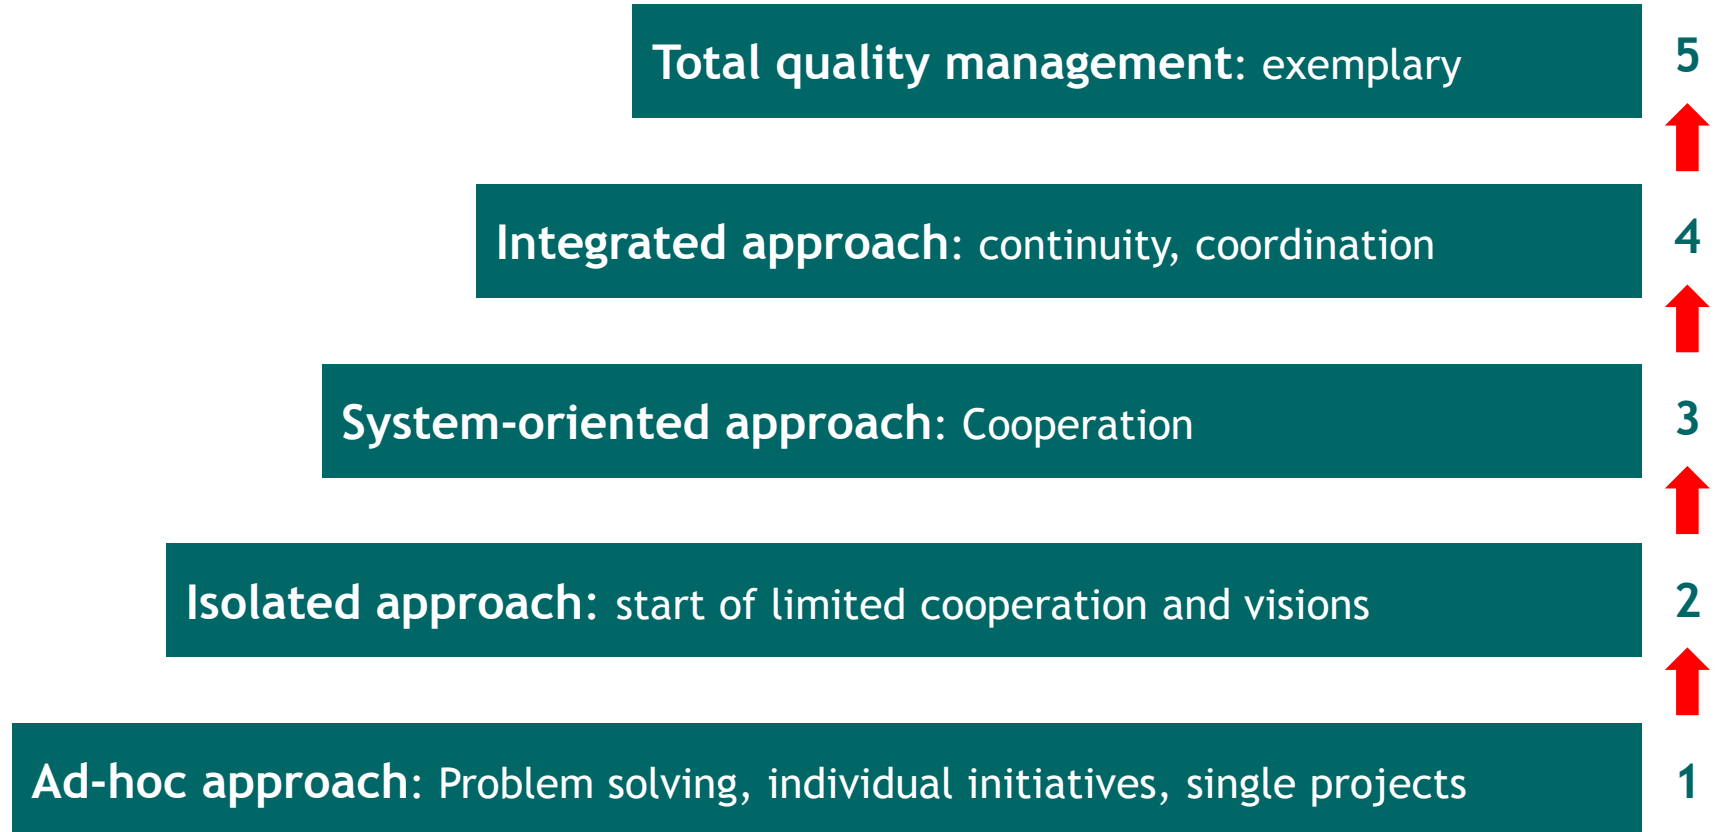 Total quality management: exemplary 5
Integrated approach: continuity, coordination 4
System-oriented approach: Cooperation 3
Isolated approach: start of limited cooperation and visions 2
Ad-hoc approach: Problem solving, individual initiatives, single projects 1